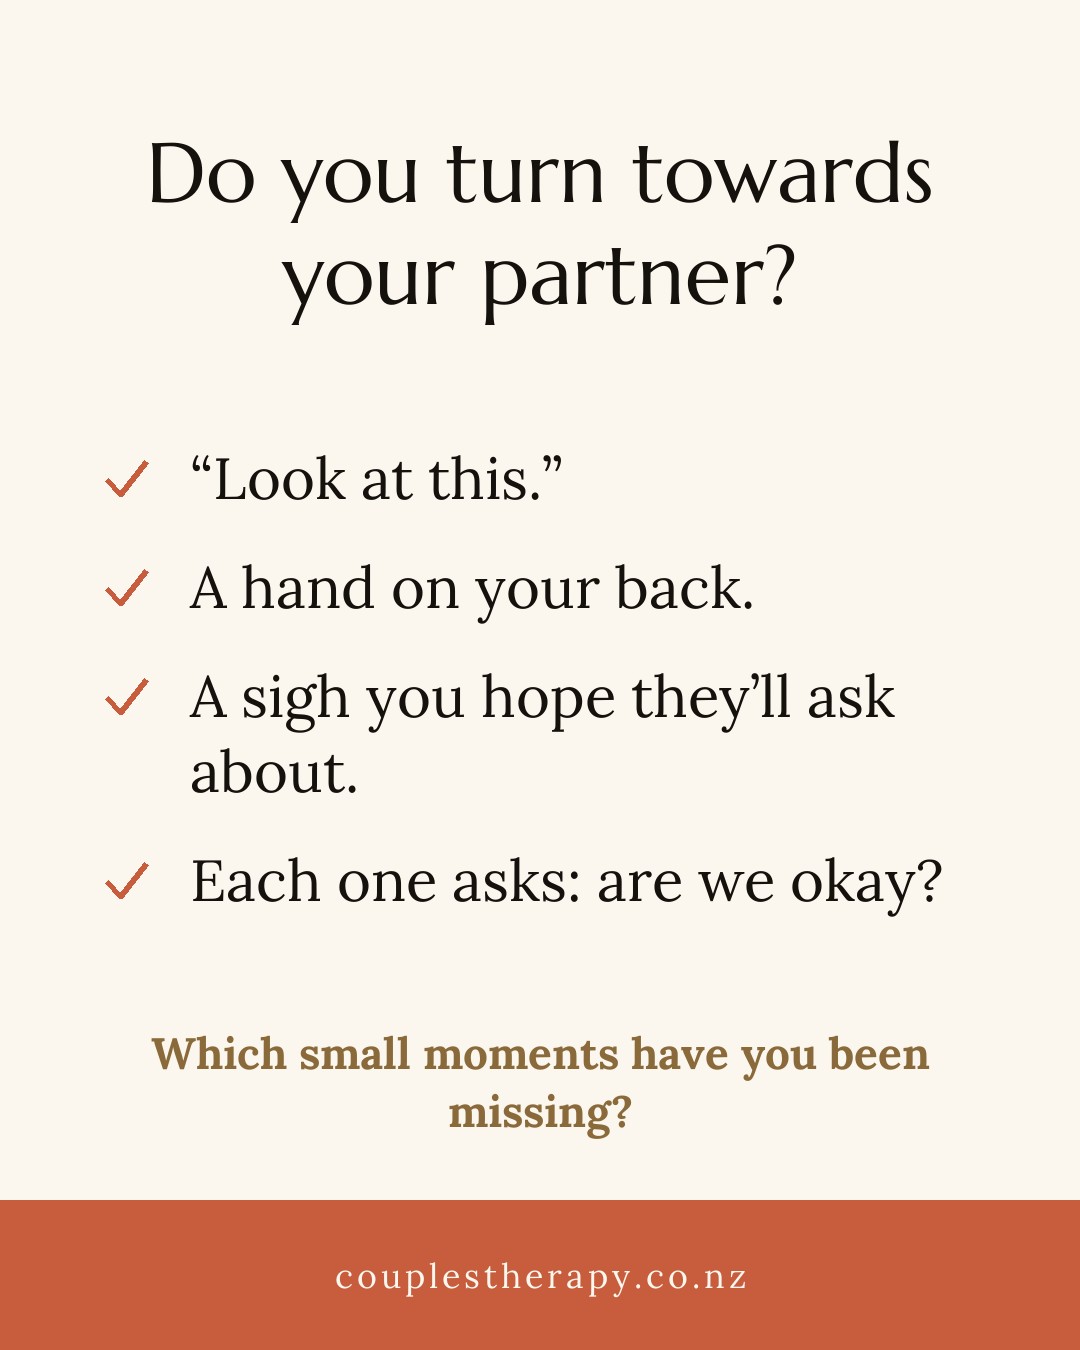 Do you turn towards
your partner?
“Look at this.”
A hand on your back.
A sigh you hope they’ll ask
about.
Each one asks: are we okay?
Which small moments have you been
missing?
couplestherapy.co.nz